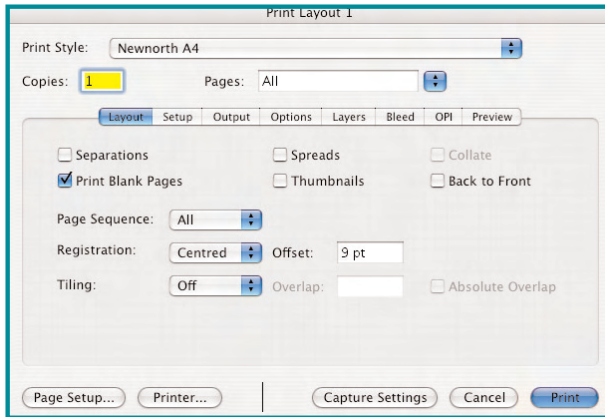 Print Layout 1
Print Style: Newnorth A4
Copies: 1 Pages: All
Layout Setup Output Options Layers Bleed OPI Preview
Separations Spreads Collate
Print Blank Pages Thumbnails Back to Front
Page Sequence: All
Registration: Centred Offset: 9 pt
Tiling: Off Overlap: Absolute Overlap
Page Setup... Printer... Capture Settings Cancel Print